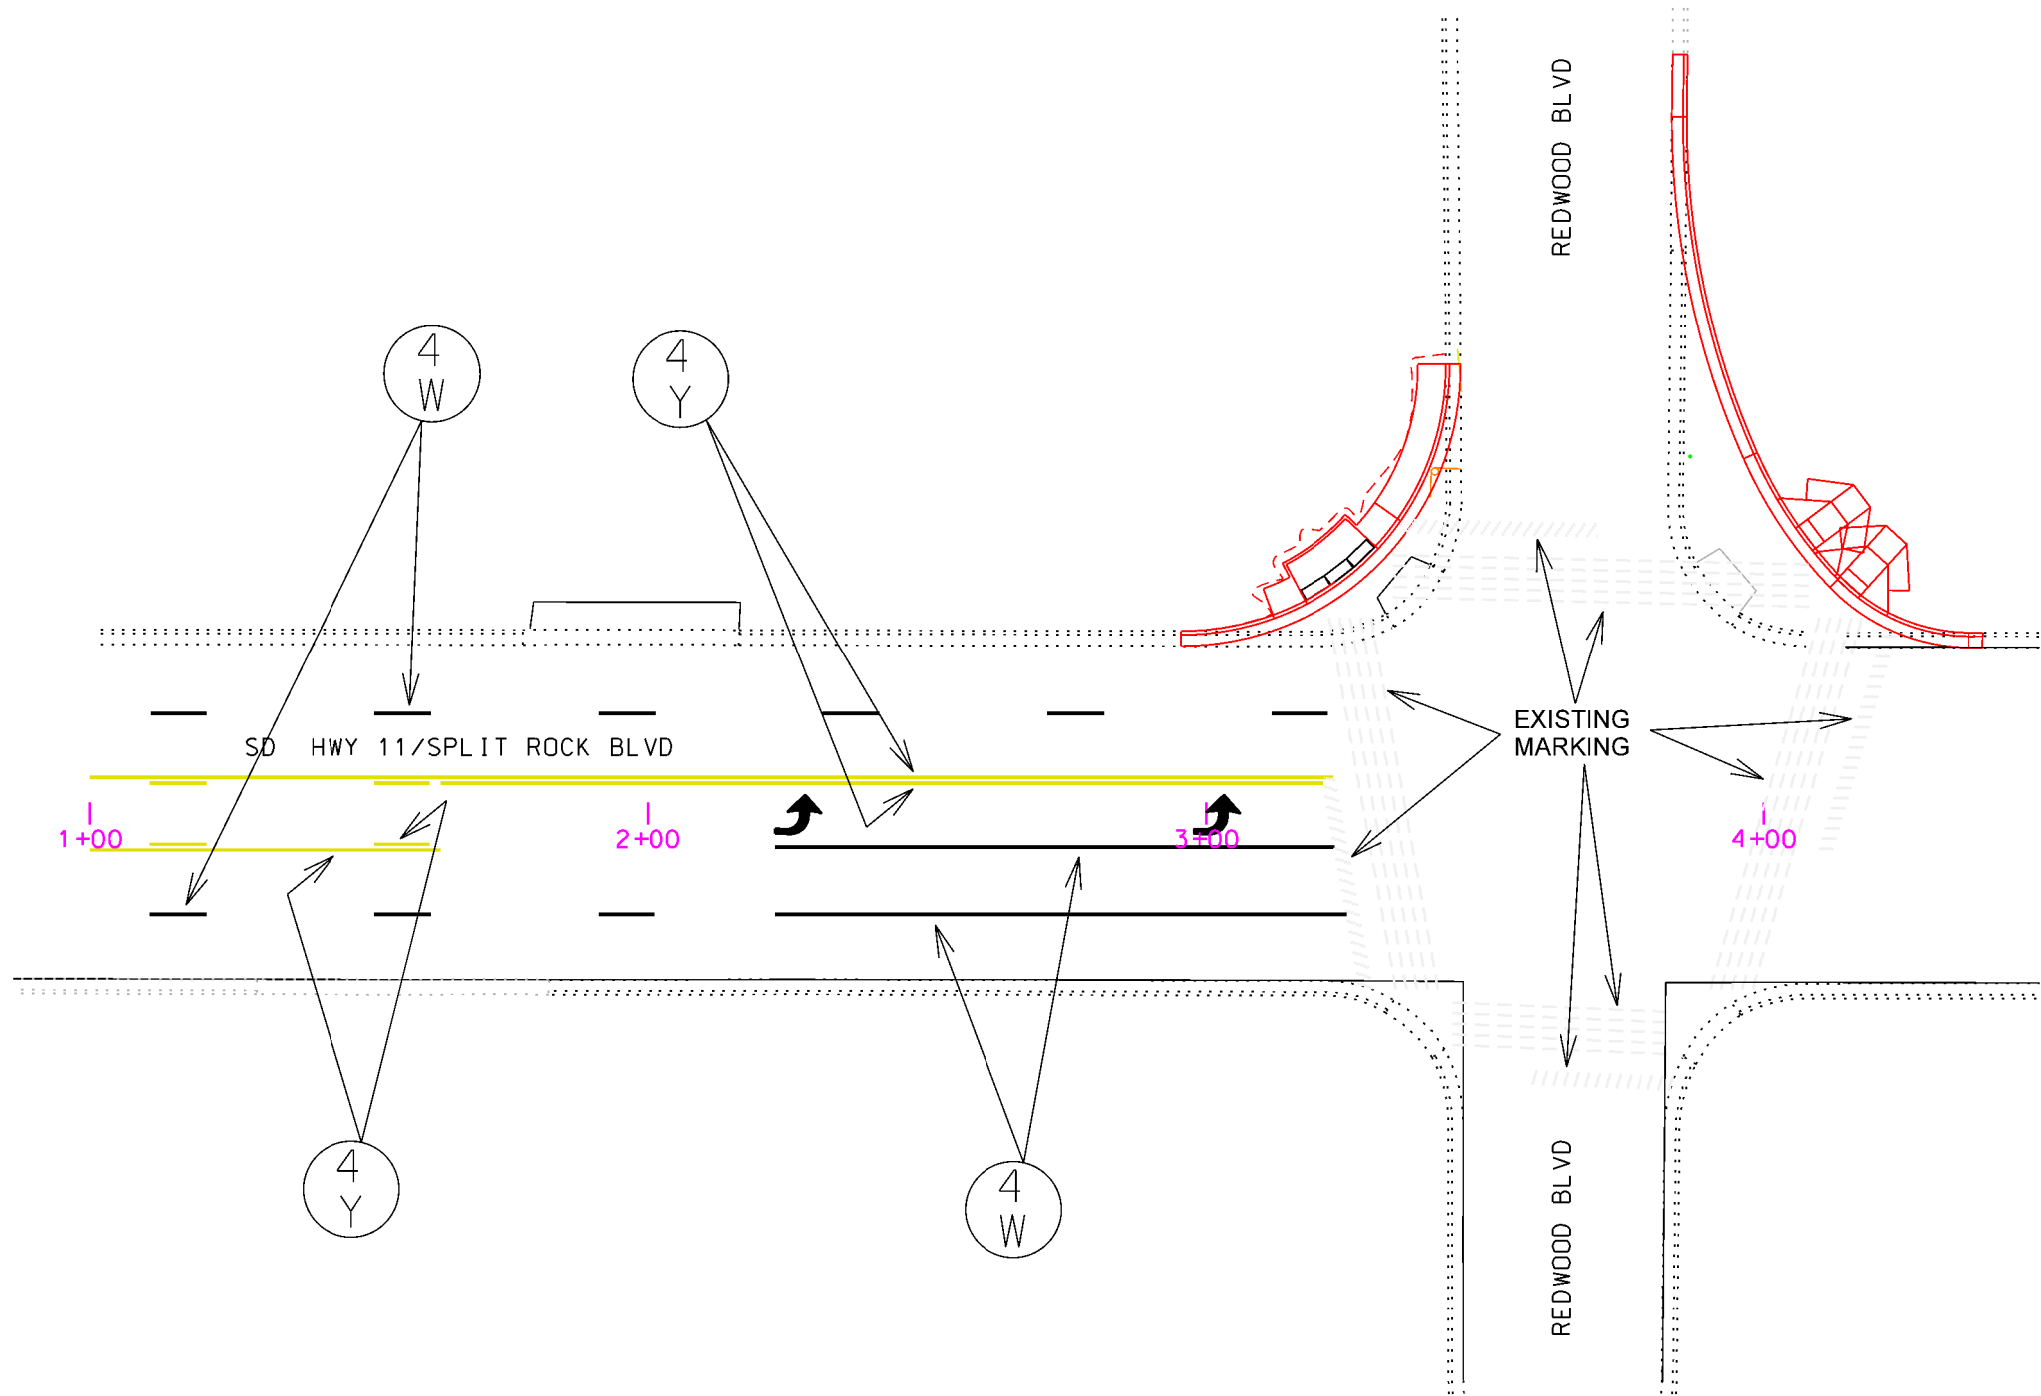 REDWOOD BLVD
4
W
4
Y
EXISTING
MARKING
SD HWY 11/SPLIT ROCK BLVD
1+00
2+00
3+00
4+00
4
Y
4
W
REDWOOD BLVD